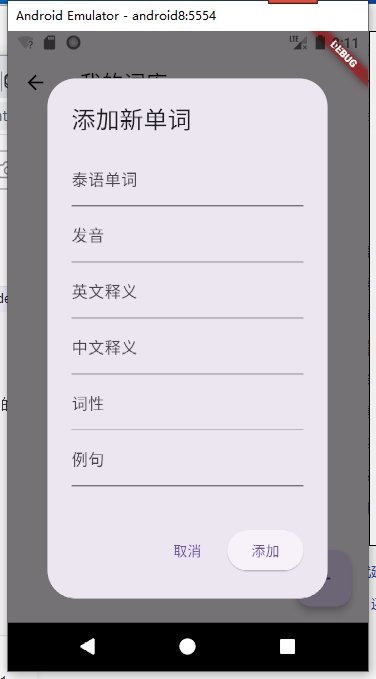 Android Emulator - android8:5554
LTE
:11
DEBUG
我的词库
添加新单词
泰语单词
发音
英文释义
中文释义
词性
例句
取消
添加